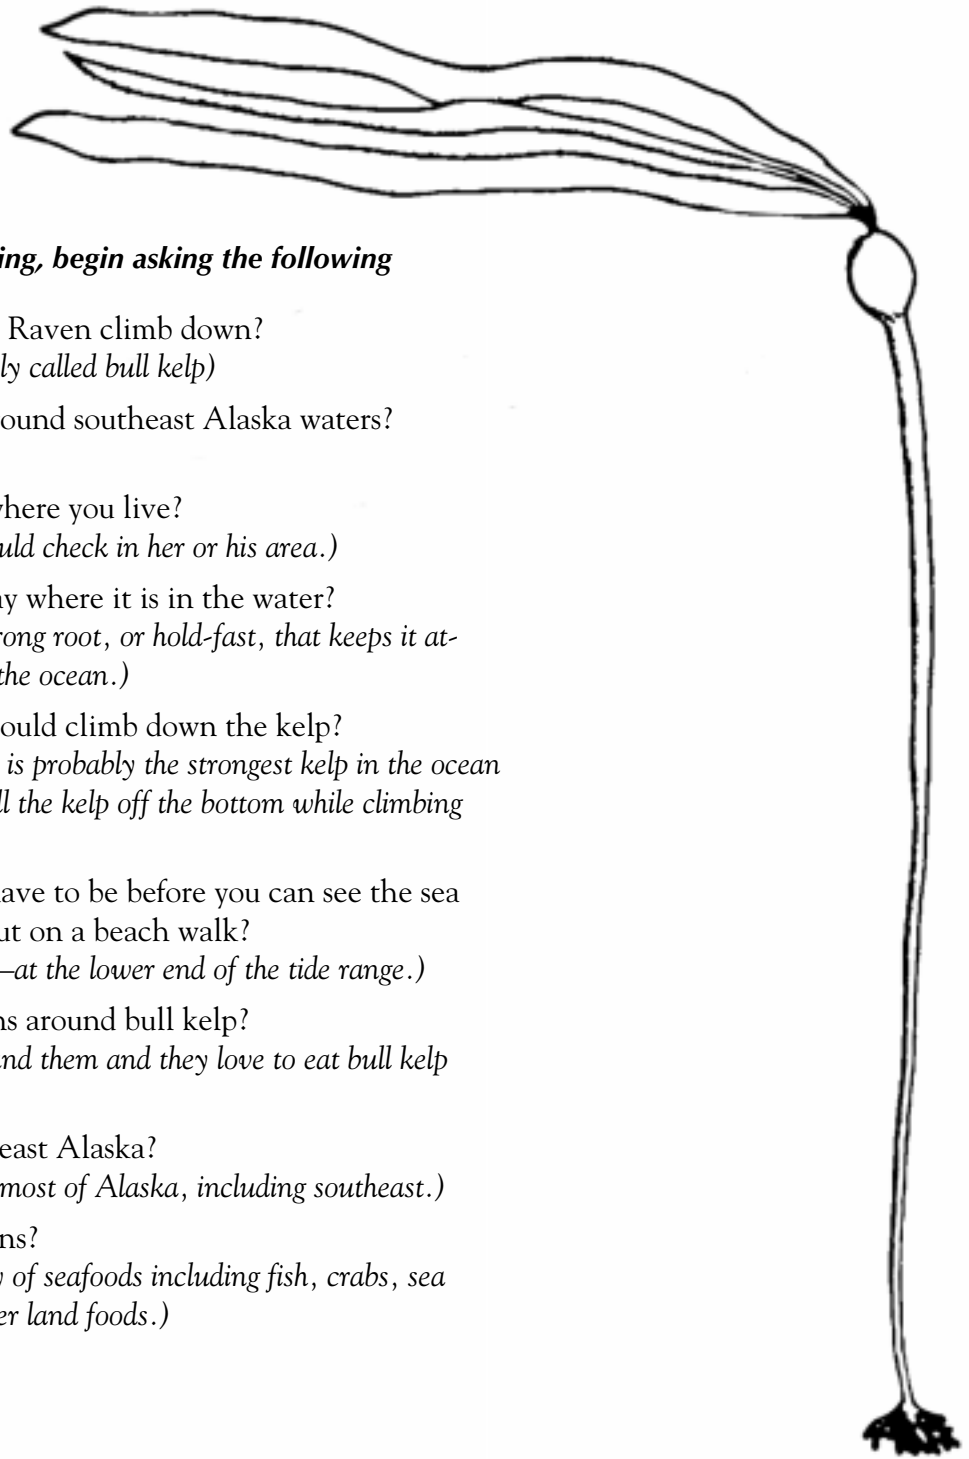 ing, begin asking the following
Raven climb down?
ly called bull kelp)
ound southeast Alaska waters?
where you live?
uld check in her or his area.)
ay where it is in the water?
rong root, or hold-fast, that keeps it at-
the ocean.)
ould climb down the kelp?
is probably the strongest kelp in the ocean
ll the kelp off the bottom while climbing
ave to be before you can see the sea
ut on a beach walk?
—at the lower end of the tide range.)
ns around bull kelp?
nd them and they love to eat bull kelp
east Alaska?
most of Alaska, including southeast.)
ns?
y of seafoods including fish, crabs, sea
er land foods.)